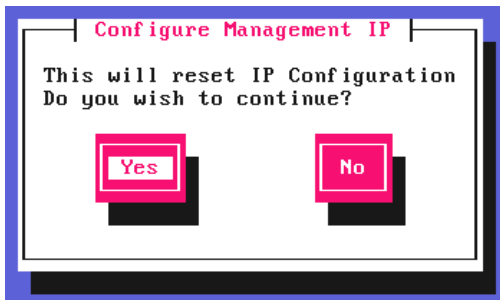 Configure Management IP
This will reset IP Configuration
Do you wish to continue?
Yes
No